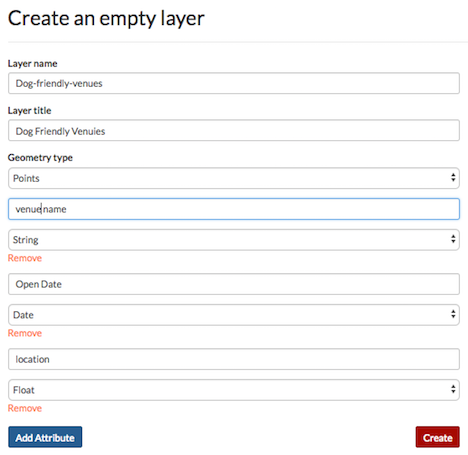 Create an empty layer
Layer name
Dog-friendly-venues
Layer title
Dog Friendly Venuies
Geometry type
Points
venue name
String
Remove
Open Date
Date
Remove
location
Float
Remove
Add Attribute
Create